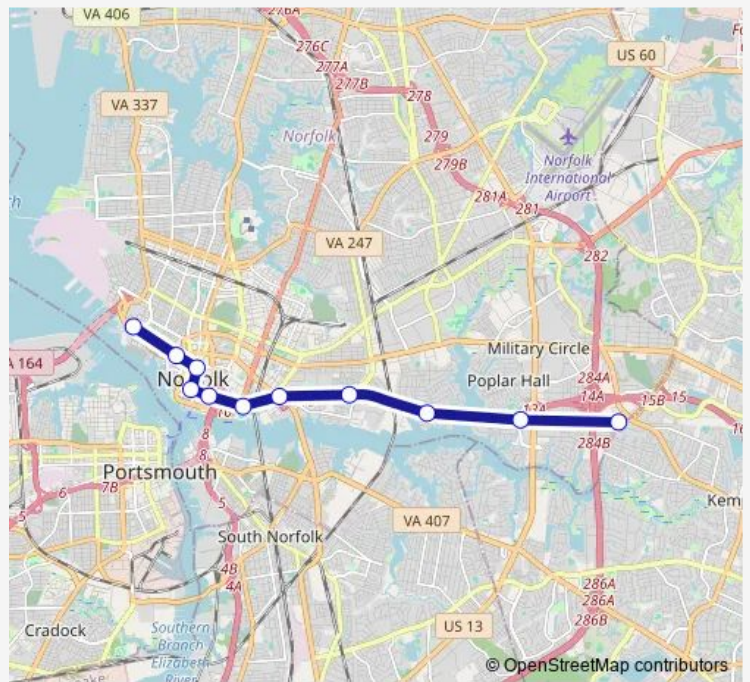 VA 406
276A
276C
277A
277B
278
US 60
VA 337
Norfolk
279
279B
Norfolk
International
Airport
281A
281
VA 247
282
A 164
Military Circle
Norfolk
Poplar Hall
284A
14A
15B
15
13A
8
284B
8
Portsmouth
7B
6
5
5
Kem
VA 407
South Norfolk
4B
4A
286A
286A
286B
US 13
Cradock
Southern
Branch
Elizabeth
River
© OpenStreetMap contributors